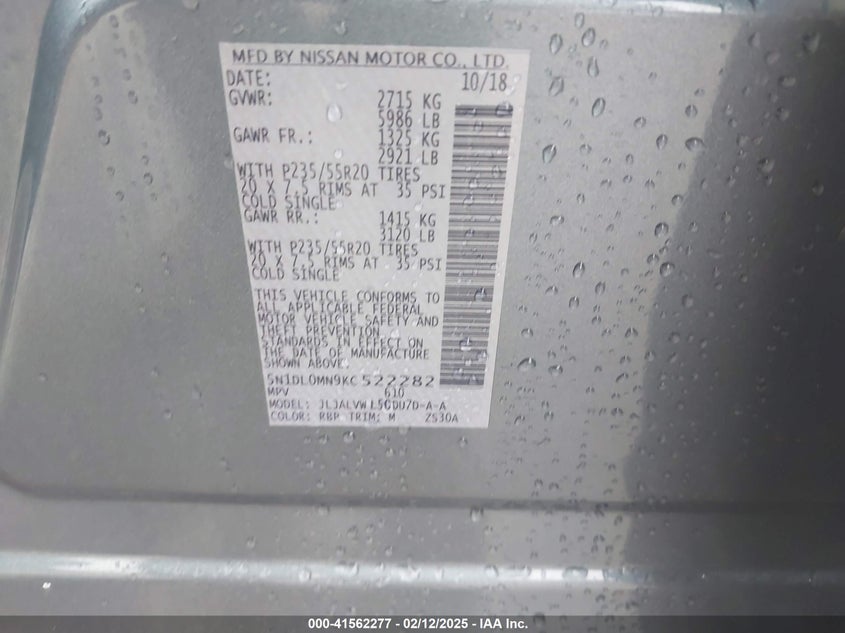 MFD BY NISSAN MOTOR CO., LTD.
DATE: 10/18
GVWR: 2715 KG
5986 LB
GAWR FR.: 1325 KG
2921 LB
WITH P235/55R20 TIRES
20 X 7.5 RIMS AT 35 PSI
COLD SINGLE
GAWR RR.: 1415 KG
3120 LB
WITH P235/55R20 TIRES
20 X 7.5 RIMS AT 35 PSI
COLD SINGLE
THIS VEHICLE CONFORMS TO
ALL APPLICABLE FEDERAL
MOTOR VEHICLE SAFETY AND
THEFT PREVENTION
STANDARDS IN EFFECT ON
THE DATE OF MANUFACTURE
SHOWN ABOVE
5N1DL0MN9KC522282
MPV 610
MODEL:
COLOR: RBP TRIM: M ZS30A
000-41562277 - 02/12/2025 - IAA Inc.